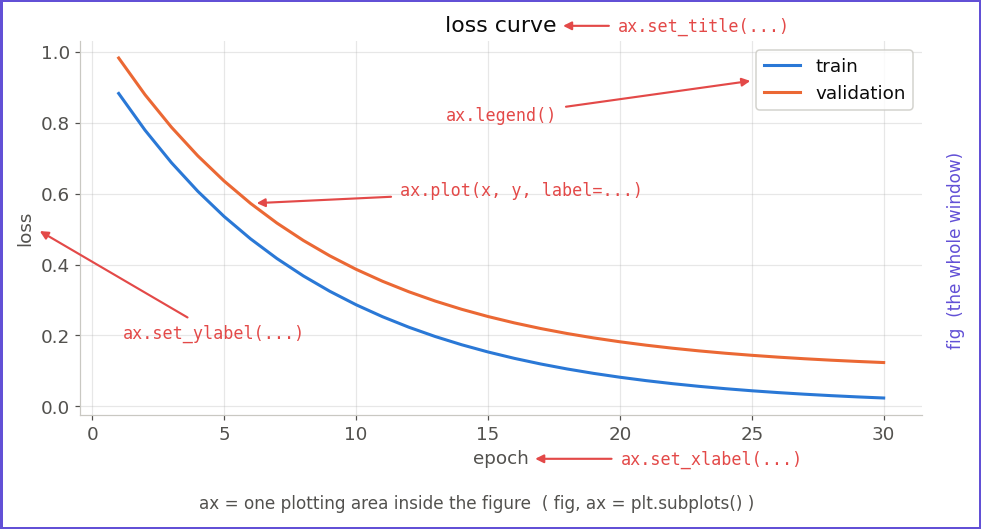 loss curve
ax.set_title(...)
train
validation
ax.legend()
ax.plot(x, y, label=...)
ax.set_ylabel(...)
loss
1.0
0.8
0.6
0.4
0.2
0.0
0 5 10 15 20 25 30
epoch
ax.set_xlabel(...)
fig (the whole window)
ax = one plotting area inside the figure ( fig, ax = plt.subplots() )